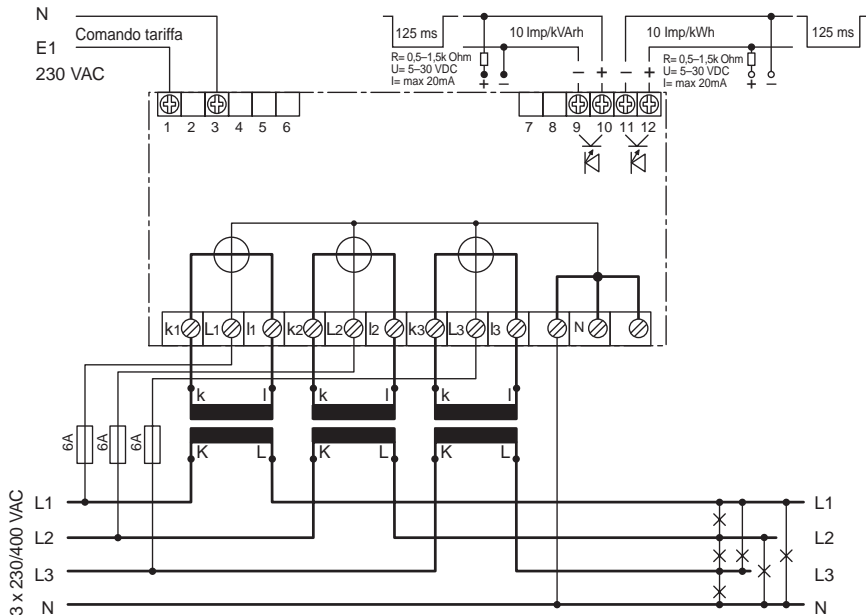 N
Comando tariffa
E1
230 VAC
125 ms
10 Imp/kVArh
10 Imp/kWh
125 ms
R= 0,5–1,5k Ohm
U= 5–30 VDC
I= max 20mA
+ –
– + – +
R= 0,5–1,5k Ohm
U= 5–30 VDC
I= max 20mA
+ –
1 2 3 4 5 6
7 8 9 10 11 12
k1 L1 l1 k2 L2 l2 k3 L3 l3 N
k l k l k l
6A 6A 6A
K L K L K L
3 x 230/400 VAC
L1 L1
L2 L2
L3 L3
N N